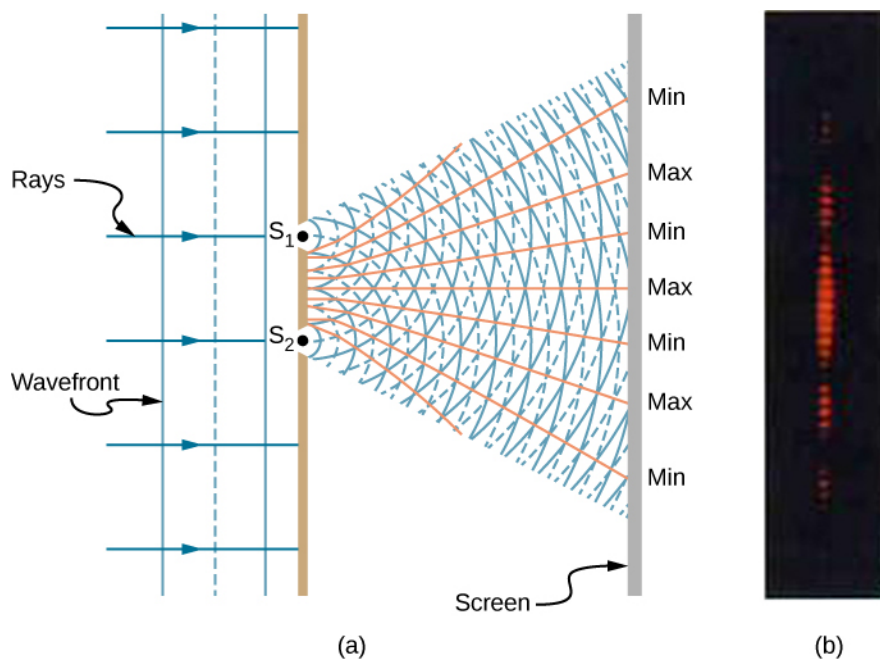 Rays
Wavefront
S1
S2
Min
Max
Min
Max
Min
Max
Min
Screen
(a)
(b)